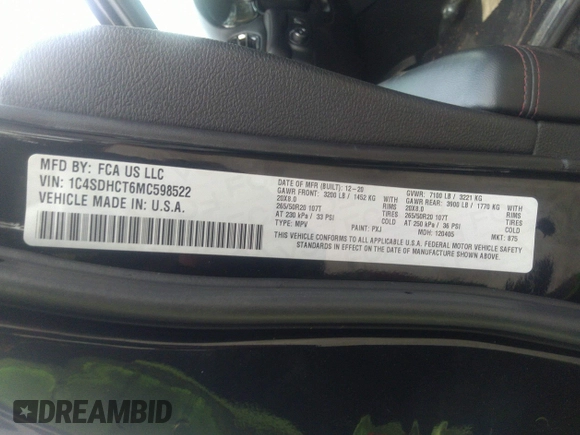 MFD BY: FCA US LLC
VIN: 1C4SDHCT6MC598522
VEHICLE MADE IN: U.S.A.
DATE OF MFR (BUILT): 12-20 GVWR: 7100 LB / 3221 KG
GAWR FRONT: 3200 LB / 1452 KG WITH GAWR REAR: 3900 LB / 1770 KG WITH
20X8.0 RIMS 20X8.0 RIMS
265/50R20 107T TIRES 265/50R20 107T TIRES
AT 230 kPa / 33 PSI COLD AT 250 kPa / 36 PSI COLD
TYPE: MPV PAINT: PXJ MDH: 120405 MKT: 875
THIS VEHICLE CONFORMS TO ALL APPLICABLE U.S.A. FEDERAL MOTOR VEHICLE SAFETY
STANDARDS IN EFFECT ON THE DATE OF MANUFACTURE SHOWN ABOVE.
DREAMBID